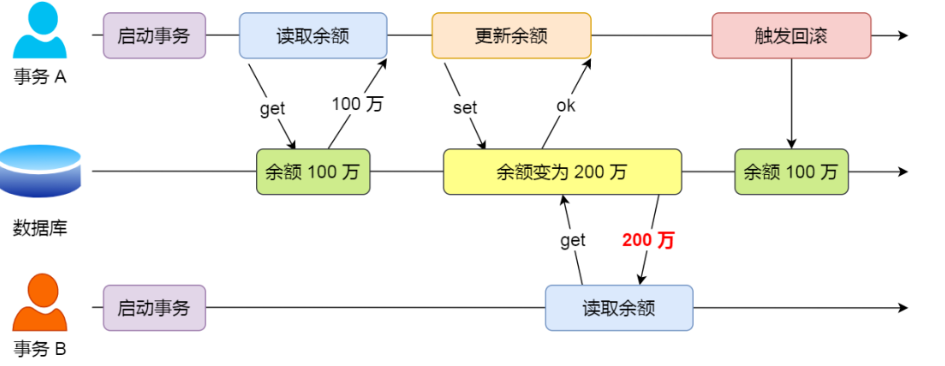 启动事务
读取余额
更新余额
触发回滚
事务 A
get
100 万
set
ok
余额 100 万
余额变为 200 万
余额 100 万
数据库
get
200 万
启动事务
读取余额
事务 B